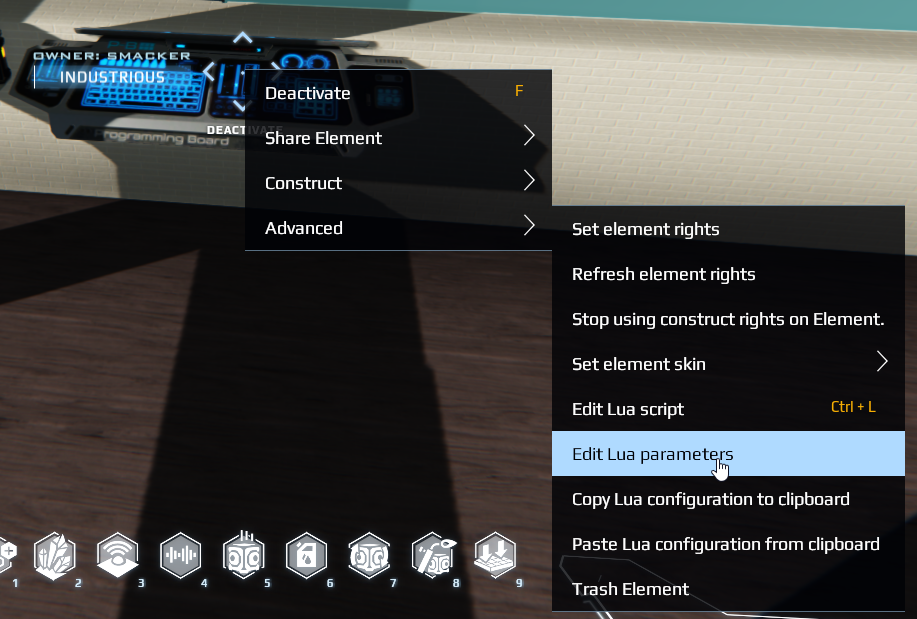 OWNER: SMACKER
INDUSTRIOUS
Programming Board
DEACTIVATE
Deactivate F
Share Element
Construct
Advanced
Set element rights
Refresh element rights
Stop using construct rights on Element.
Set element skin
Edit Lua script Ctrl + L
Edit Lua parameters
Copy Lua configuration to clipboard
Paste Lua configuration from clipboard
Trash Element
1 2 3 4 5 6 7 8 9